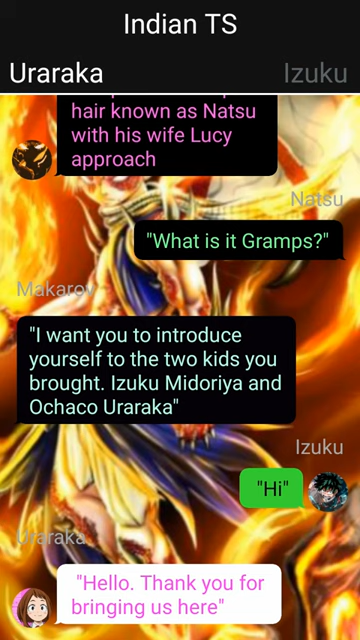 Indian TS
Uraraka
Izuku
hair known as Natsu
with his wife Lucy
approach
Natsu
"What is it Gramps?"
Makarov
"I want you to introduce
yourself to the two kids you
brought. Izuku Midoriya and
Ochaco Uraraka"
Izuku
"Hi"
Uraraka
"Hello. Thank you for
bringing us here"